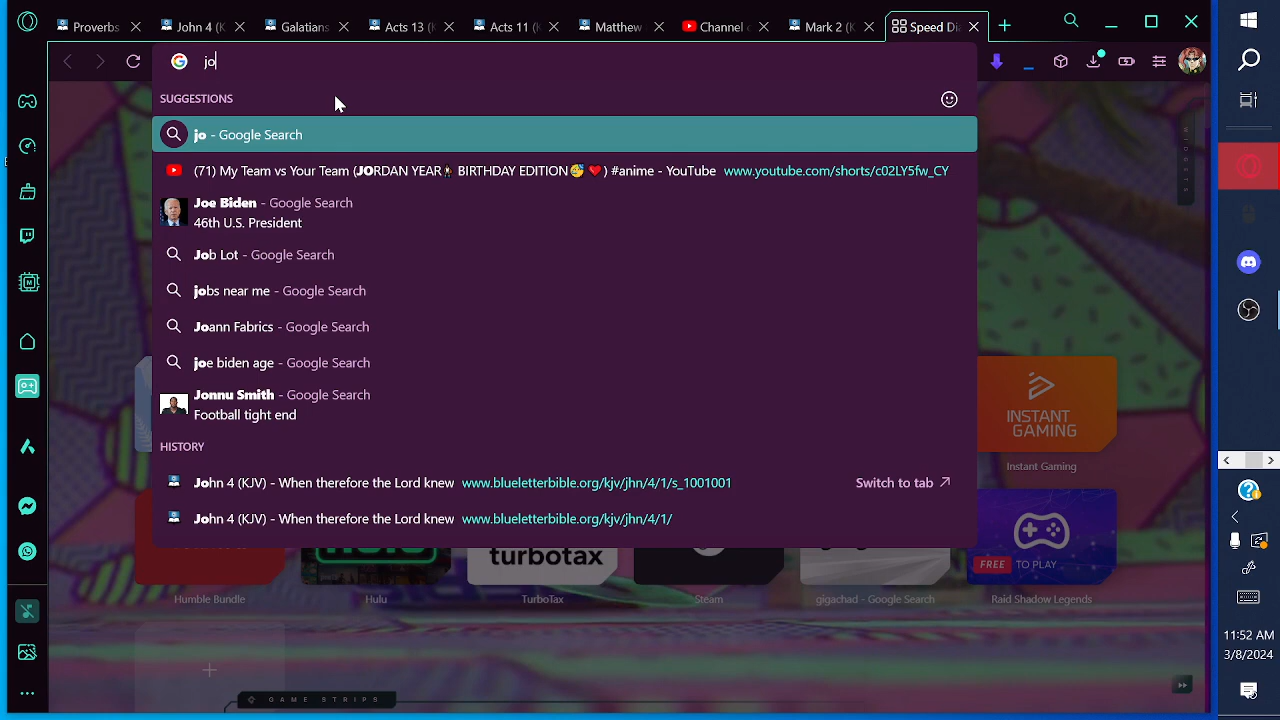 Proverbs
John 4 (
Galatians
Acts 13 (
Acts 11 (
Matthew
Channel c
Mark 2 (K
Speed Di
jo
SUGGESTIONS
jo - Google Search
(71) My Team vs Your Team (JORDAN YEAR🕴 BIRTHDAY EDITION😴❤️) #anime - YouTube www.youtube.com/shorts/c02LY5fw_CY
Joe Biden - Google Search
46th U.S. President
Job Lot - Google Search
jobs near me - Google Search
Joann Fabrics - Google Search
joe biden age - Google Search
Jonnu Smith - Google Search
Football tight end
HISTORY
John 4 (KJV) - When therefore the Lord knew www.blueletterbible.org/kjv/jhn/4/1/s_1001001
Switch to tab
John 4 (KJV) - When therefore the Lord knew www.blueletterbible.org/kjv/jhn/4/1/
WIDGETS
INSTANT
GAMING
Instant Gaming
hulu
turbotax
FREE TO PLAY
Humble Bundle
Hulu
TurboTax
Steam
gigachad - Google Search
Raid Shadow Legends
GAME STRIPS
11:52 AM
3/8/2024